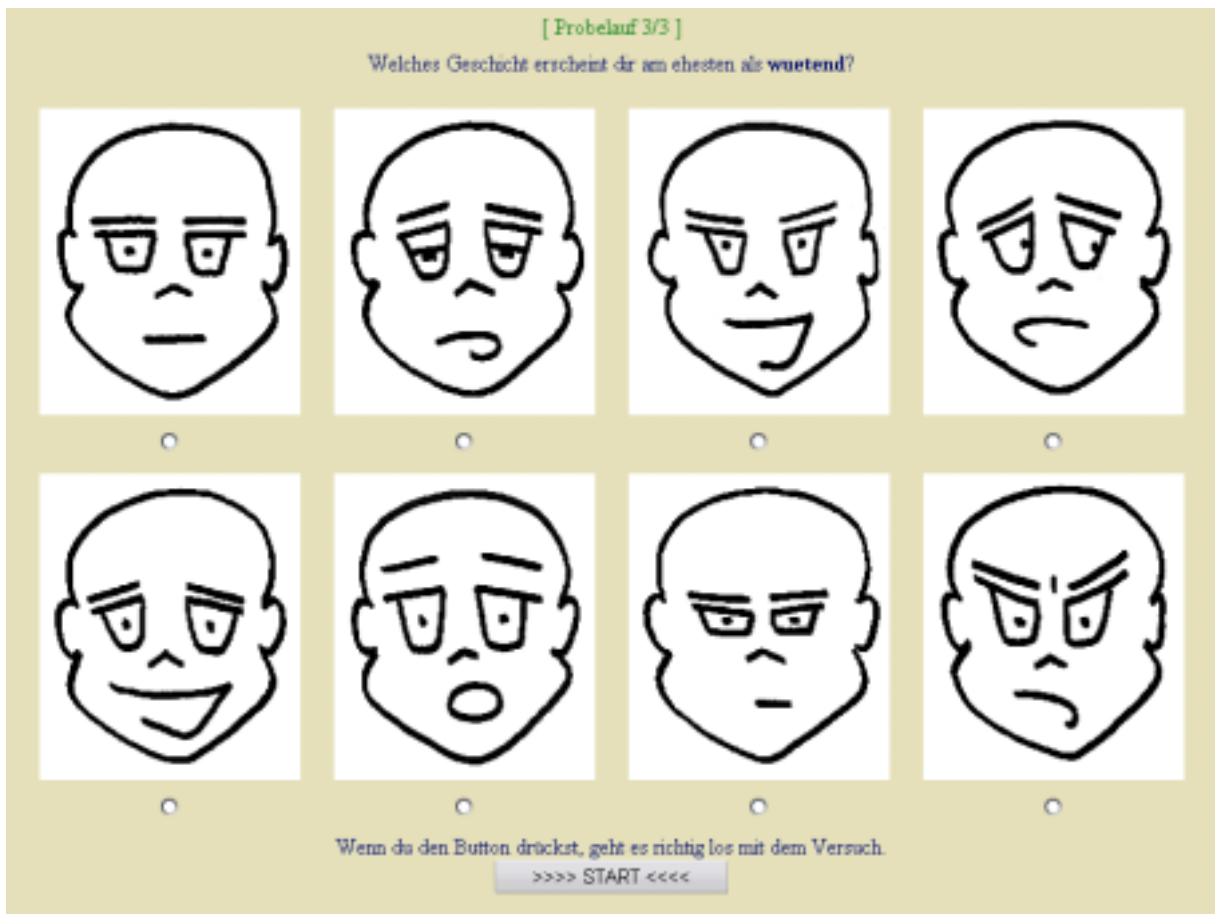 [ Probelauf 3/3 ]
Welches Geschicht erscheint dir am ehesten als wuetend?
Wenn du den Button drückst, geht es richtig los mit dem Versuch.
>>>> START <<<<